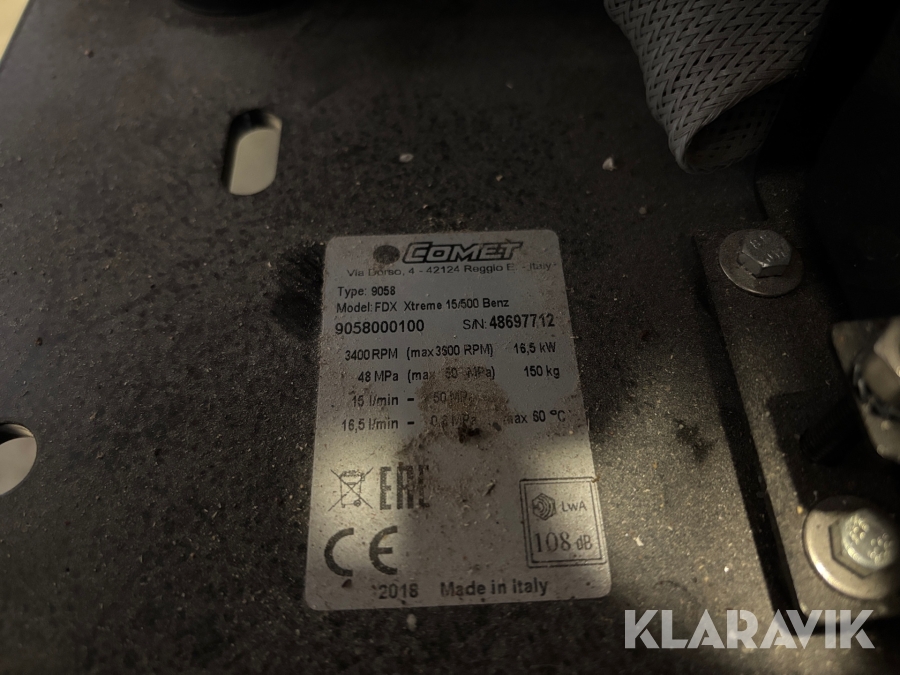 COMET
Via Dorso, 4 - 42124 Reggio E. - Italy
Type: 9058
Model: FDX Xtreme 15/500 Benz
9058000100 S/N: 48697712
3400 RPM (max 3600 RPM) 16,5 kW
48 MPa (max 50 MPa) 150 kg
15 l/min - 50 MPa
16,5 l/min - max 60 °C
EAC
LWA
CE
108 dB
2018 Made in Italy
KLARAVIK